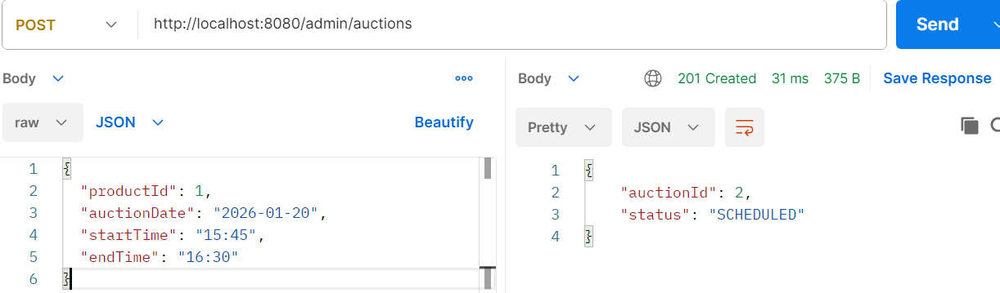 POST http://localhost:8080/admin/auctions Send
Body
raw JSON Beautify
1 {
2 "productId": 1,
3 "auctionDate": "2026-01-20",
4 "startTime": "15:45",
5 "endTime": "16:30"
6 }
Body 201 Created 31 ms 375 B Save Response
Pretty JSON
1 {
2 "auctionId": 2,
3 "status": "SCHEDULED"
4 }